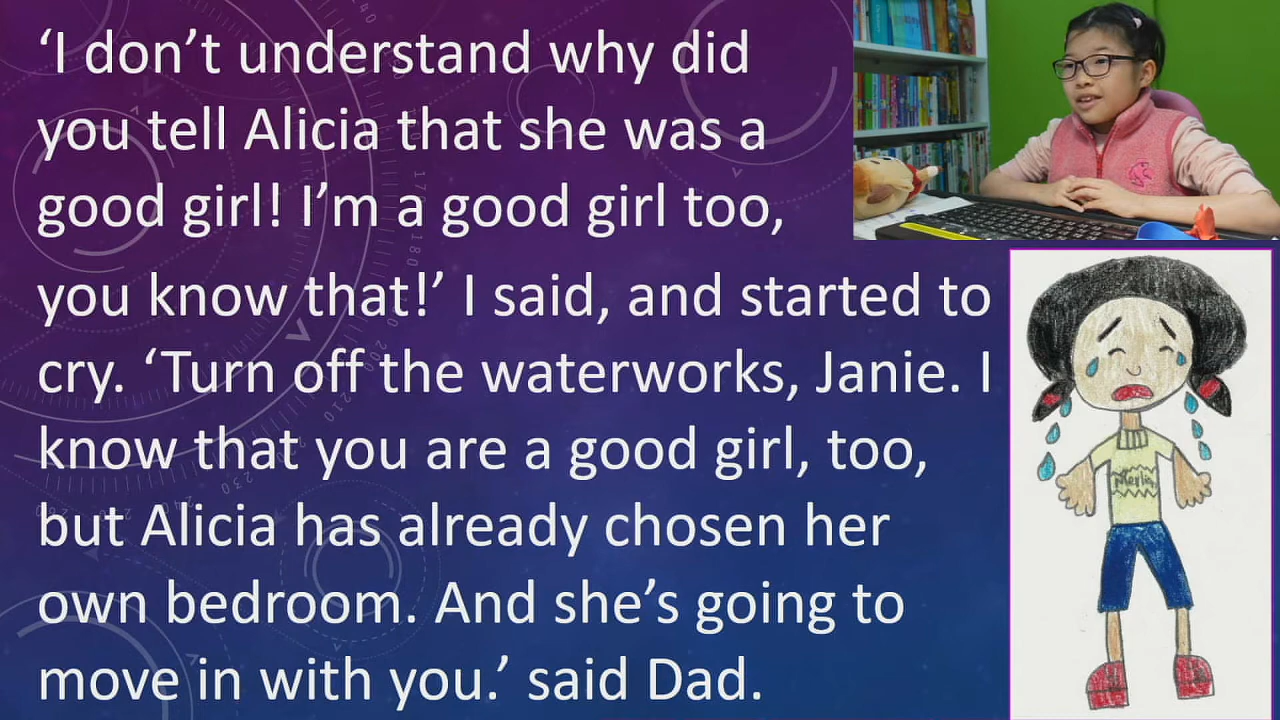 ‘I don’t understand why did
you tell Alicia that she was a
good girl! I’m a good girl too,
you know that!’ I said, and started to
cry. ‘Turn off the waterworks, Janie. I
know that you are a good girl, too,
but Alicia has already chosen her
own bedroom. And she’s going to
move in with you.’ said Dad.